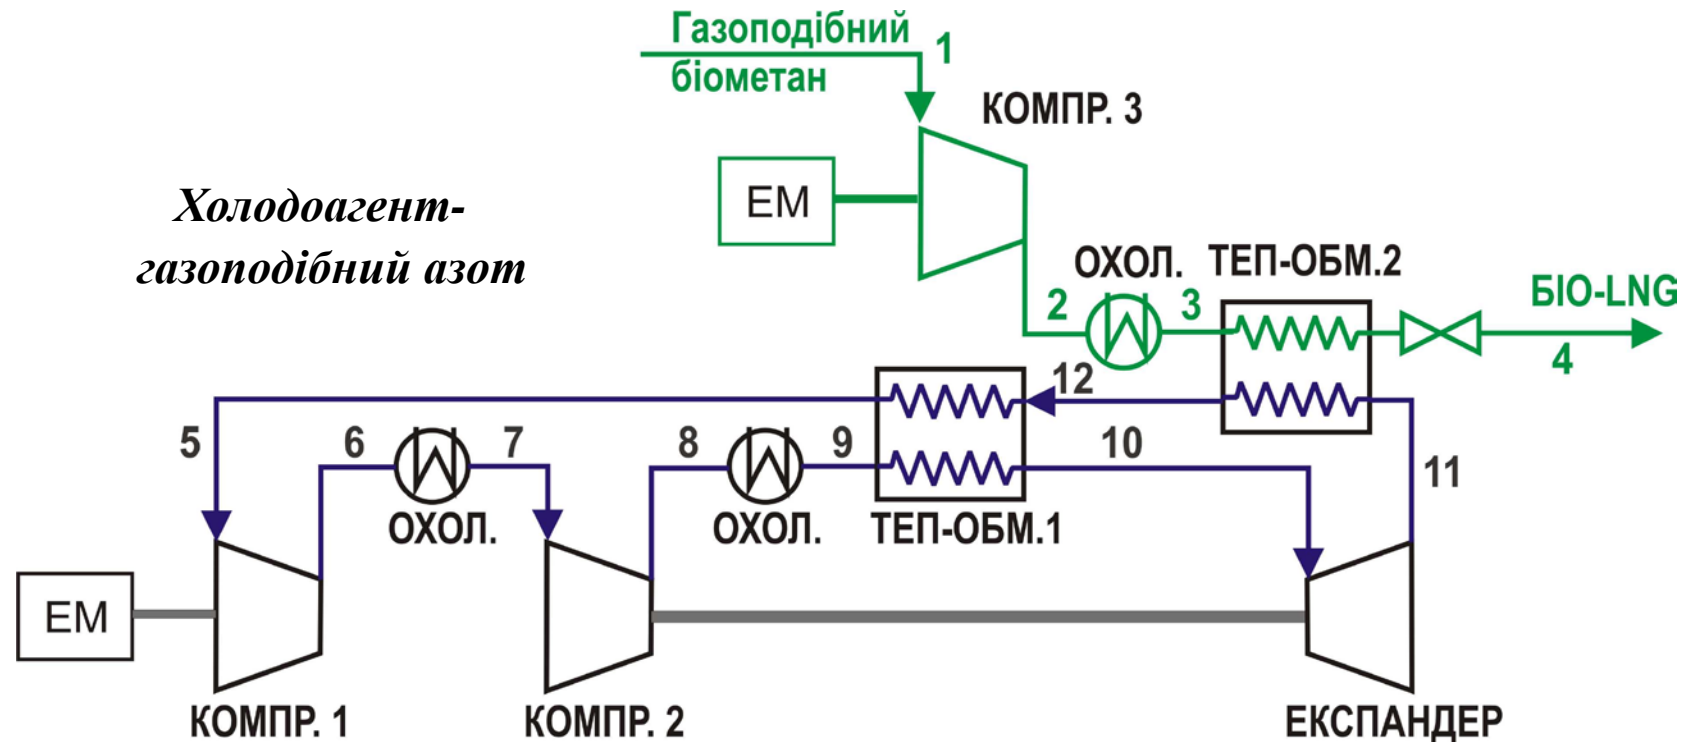 Газоподібний
біометан
1
КОМПР. 3
ЕМ
Холодоагент-
газоподібний азот
ОХОЛ.
ТЕП-ОБМ.2
2
3
БІО-LNG
4
12
5
6
7
8
9
10
11
ОХОЛ.
ОХОЛ.
ТЕП-ОБМ.1
ЕМ
КОМПР. 1
КОМПР. 2
ЕКСПАНДЕР